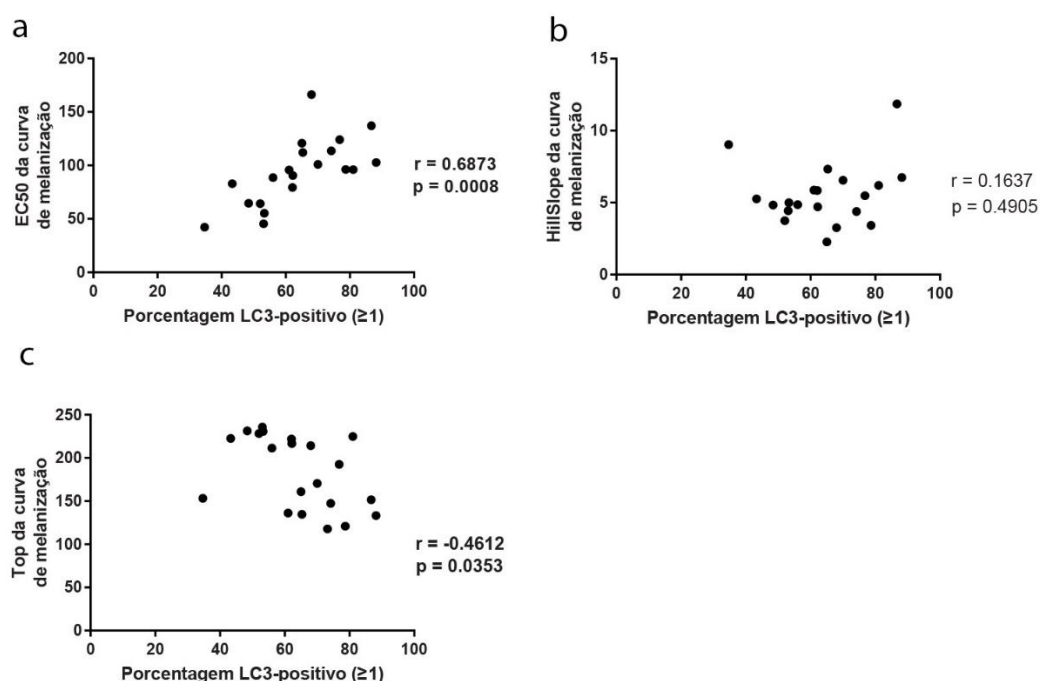 a
200
150
100
50
0
EC50 da curva
de melanização
0 20 40 60 80 100
Porcentagem LC3-positivo (≥1)
r = 0.6873
p = 0.0008
b
15
10
5
0
HillSlope da curva
de melanização
0 20 40 60 80 100
Porcentagem LC3-positivo (≥1)
r = 0.1637
p = 0.4905
c
250
200
150
100
50
0
Top da curva
de melanização
0 20 40 60 80 100
Porcentagem LC3-positivo (≥1)
r = -0.4612
p = 0.0353